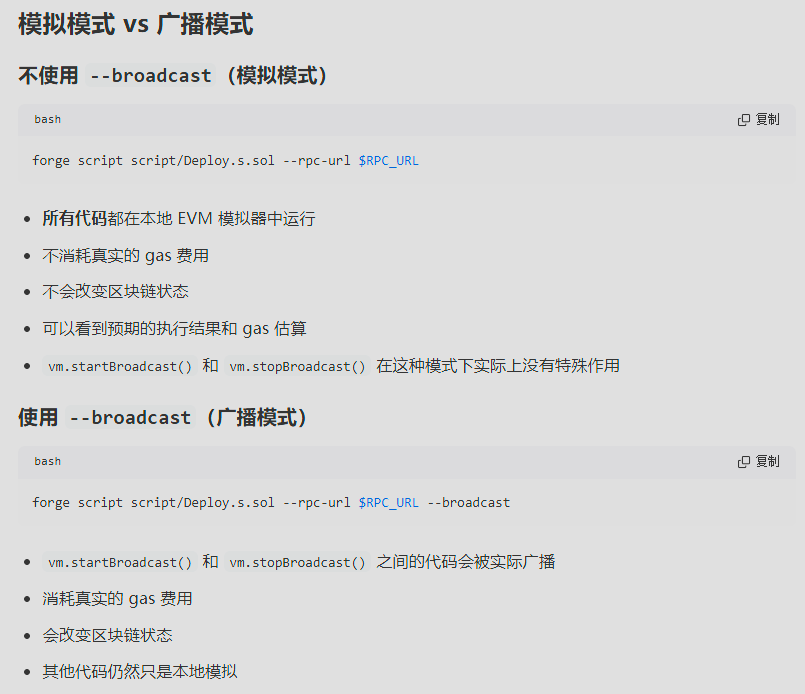 模拟模式 vs 广播模式
不使用 --broadcast （模拟模式）
bash
复制
forge script script/Deploy.s.sol --rpc-url $RPC_URL
所有代码都在本地 EVM 模拟器中运行
不消耗真实的 gas 费用
不会改变区块链状态
可以看到预期的执行结果和 gas 估算
vm.startBroadcast() 和 vm.stopBroadcast() 在这种模式下实际上没有特殊作用
使用 --broadcast （广播模式）
bash
复制
forge script script/Deploy.s.sol --rpc-url $RPC_URL --broadcast
vm.startBroadcast() 和 vm.stopBroadcast() 之间的代码会被实际广播
消耗真实的 gas 费用
会改变区块链状态
其他代码仍然只是本地模拟